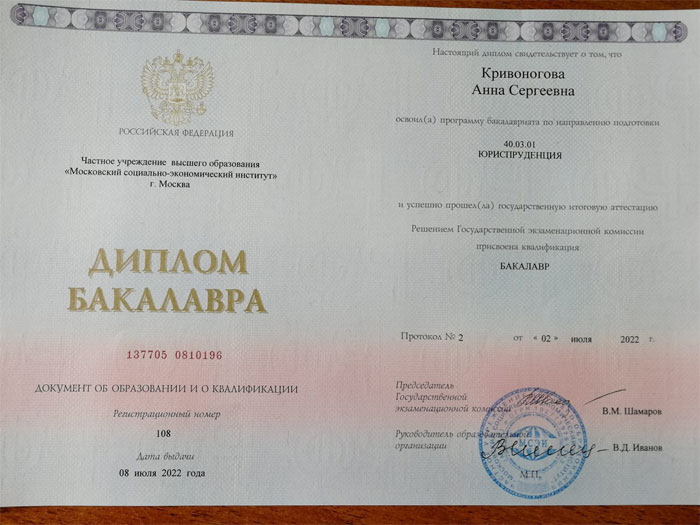 РОССИЙСКАЯ ФЕДЕРАЦИЯ
Частное учреждение высшего образования
«Московский социально-экономический институт»
г. Москва
ДИПЛОМ
БАКАЛАВРА
137705 0810196
ДОКУМЕНТ ОБ ОБРАЗОВАНИИ И О КВАЛИФИКАЦИИ
Регистрационный номер
108
Дата выдачи
08 июля 2022 года
Настоящий диплом свидетельствует о том, что
Кривоногова
Анна Сергеевна
освоил(а) программу бакалавриата по направлению подготовки
40.03.01
ЮРИСПРУДЕНЦИЯ
и успешно прошел(ла) государственную итоговую аттестацию
Решением Государственной экзаменационной комиссии
присвоена квалификация
БАКАЛАВР
Протокол № 2 от « 02 » июля 2022 г.
Председатель
Государственной
экзаменационной комиссии
В.М. Шамаров
Руководитель образовательной
организации
В.Д. Иванов
МСЭИ
М.П.